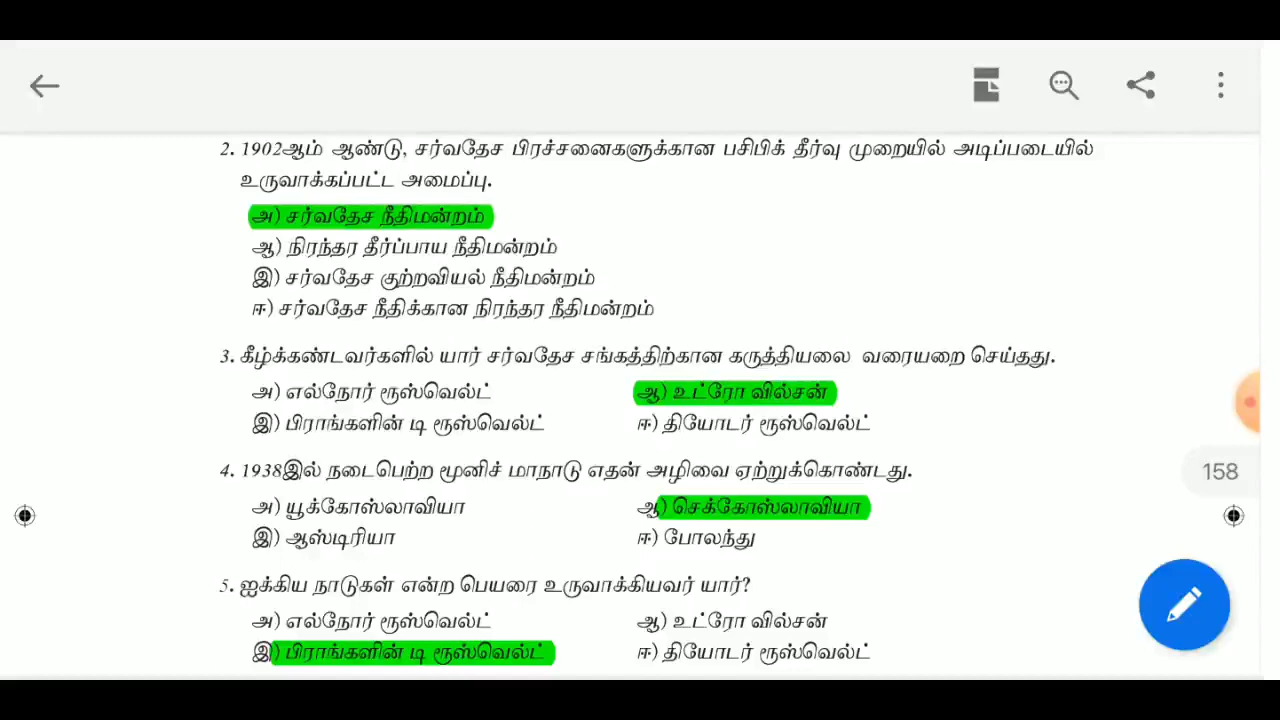 2. 1902ஆம் ஆண்டு, சர்வதேச பிரச்சனைகளுக்கான பசிபிக் தீர்வு முறையில் அடிப்படையில்
உருவாக்கப்பட்ட அமைப்பு.
அ) சர்வதேச நீதிமன்றம்
ஆ) நிரந்தர தீர்ப்பாய நீதிமன்றம்
இ) சர்வதேச குற்றவியல் நீதிமன்றம்
ஈ) சர்வதேச நீதிக்கான நிரந்தர நீதிமன்றம்
3. கீழ்க்கண்டவர்களில் யார் சர்வதேச சங்கத்திற்கான கருத்தியலை வரையறை செய்தது.
அ) எல்நோர் ரூஸ்வெல்ட் ஆ) உட்ரோ வில்சன்
இ) பிராங்களின் டி ரூஸ்வெல்ட் ஈ) தியோடர் ரூஸ்வெல்ட்
4. 1938இல் நடைபெற்ற மூனிச் மாநாடு எதன் அழிவை ஏற்றுக்கொண்டது.
158
அ) யூக்கோஸ்லாவியா ஆ) செக்கோஸ்லாவியா
இ) ஆஸ்டிரியா ஈ) போலந்து
5. ஐக்கிய நாடுகள் என்ற பெயரை உருவாக்கியவர் யார்?
அ) எல்நோர் ரூஸ்வெல்ட் ஆ) உட்ரோ வில்சன்
இ) பிராங்களின் டி ரூஸ்வெல்ட் ஈ) தியோடர் ரூஸ்வெல்ட்